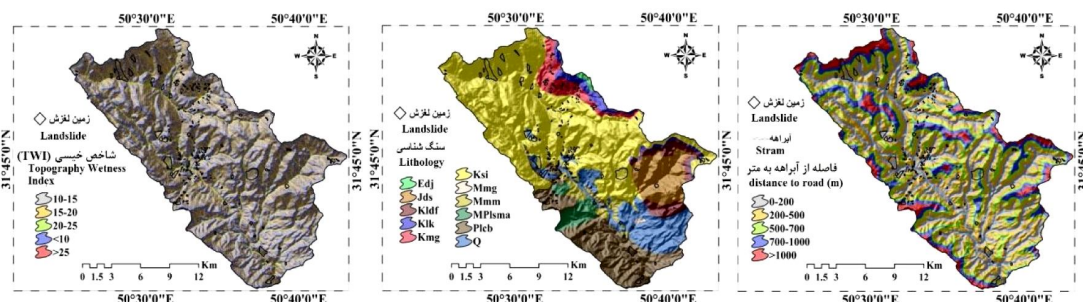 50°30'0"E 50°40'0"E
N
W E
S
31°45'0"N
زمین لغزش
Landslide
شاخص خیسی (TWI)
Topography Wetness
Index
10-15
15-20
20-25
<10
>25
Km
0 1.5 3 6 9 12
50°30'0"E 50°40'0"E
50°30'0"E 50°40'0"E
N
W E
S
31°45'0"N
زمین لغزش
Landslide
سنگ شناسی
Lithology
Edj
Jds
Kldf
Klk
Kmg
Ksi
Mmg
Mmm
MPlsma
Plcb
Q
Km
0 1.5 3 6 9 12
50°30'0"E 50°40'0"E
50°30'0"E 50°40'0"E
N
W E
S
31°45'0"N
زمین لغزش
Landslide
آبراهه
Stram
فاصله از آبراهه به متر
distance to road (m)
0-200
200-500
500-700
700-1000
>1000
Km
0 1.5 3 6 9 12
50°30'0"E 50°40'0"E